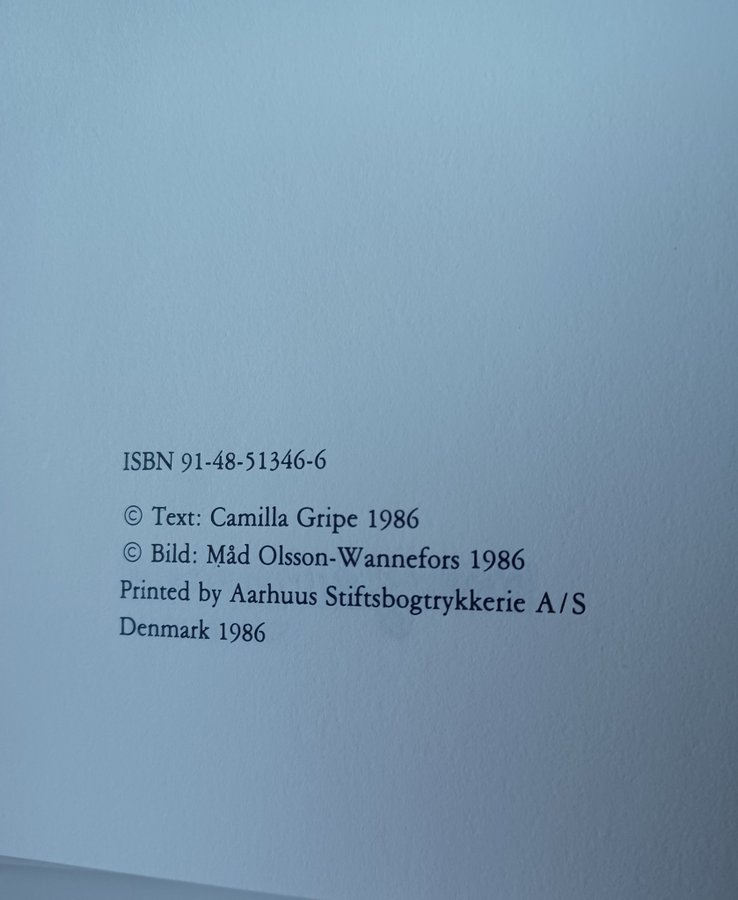 ISBN 91-48-51346-6
© Text: Camilla Gripe 1986
© Bild: Måd Olsson-Wannefors 1986
Printed by Aarhuus Stiftsbogtrykkerie A/S
Denmark 1986